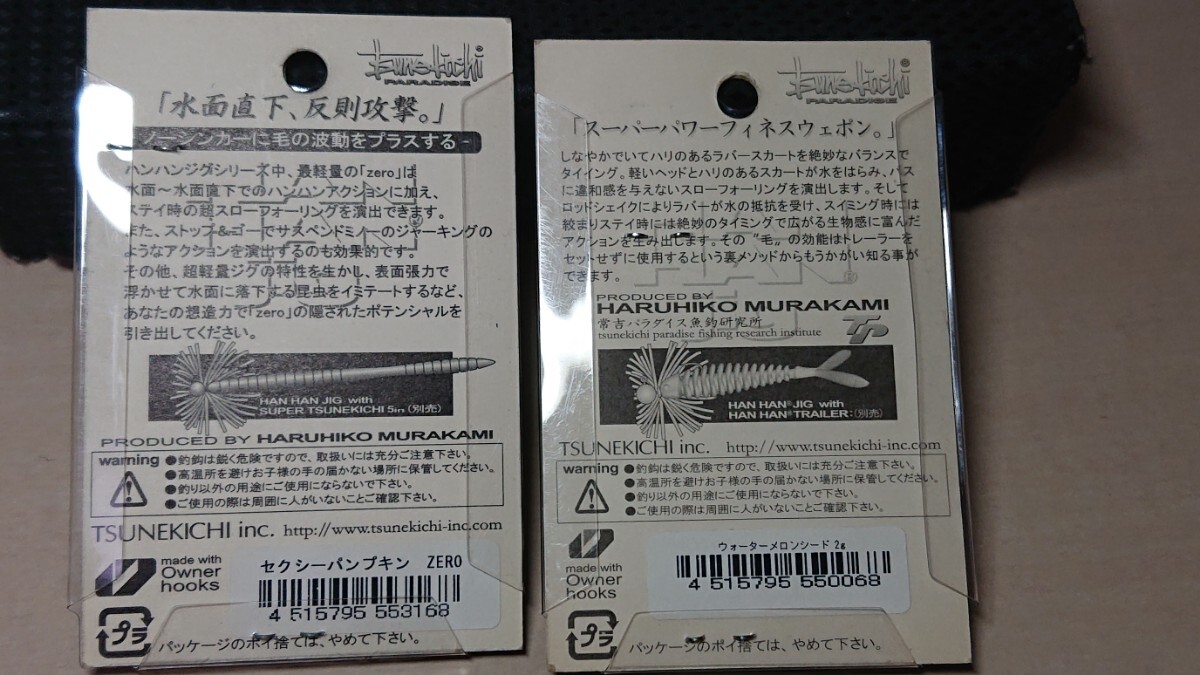 tsunekichi®
PARADISE
「水面直下、反則攻撃。」
ノーシンカーに毛の波動をプラスする-
ハンハンジグシリーズ中、最軽量の「zero」は
水面～水面直下でのハンハンアクションに加え、
ステイ時の超スローフォーリングを演出できます。
また、ストップ&ゴーでサスペンドミノーのジャーキングの
ようなアクションを演出するのも効果的です。
その他、超軽量ジグの特性を生かし、表面張力で
浮かせて水面に落下する昆虫をイミテートするなど、
あなたの想造力で「zero」の隠されたポテンシャルを
引き出してください。
HAN HAN JIG with
SUPER TSUNEKICHI 5in (別売)
PRODUCED BY HARUHIKO MURAKAMI
warning
●釣鈎は鋭く危険ですので、取扱いには充分ご注意下さい。
●高温所を避けお子様の手の届かない場所に保管してください。
●釣り以外の用途にご使用にならないで下さい。
●ご使用の際は周囲に人がいないことご確認下さい。
TSUNEKICHI inc. http://www.tsunekichi-inc.com
made with
Owner
hooks
セクシーパンプキン ZERO
4 515795 553168
プラ
パッケージのポイ捨ては、やめて下さい。
tsunekichi®
PARADISE
「スーパーパワーフィネスウェポン。」
しなやかでいてハリのあるラバースカートを絶妙なバランスで
タイイング。軽いヘッドとハリのあるスカートが水をはらみ、バス
に違和感を与えないスローフォーリングを演出します。そして
ロッドシェイクによりラバーが水の抵抗を受け、スイミング時には
絞まりステイ時には絶妙のタイミングで広がる生物感に富んだ
アクションを生み出します。その〝毛〟の効能はトレーラーを
セットせずに使用するという裏メソッドからもうかがい知る事が
できます。
HAN®
PRODUCED BY
HARUHIKO MURAKAMI
常吉パラダイス魚釣研究所
tsunekichi paradise fishing research institute
TP
HAN HAN® JIG with
HAN HAN® TRAILER:(別売)
TSUNEKICHI inc. http://www.tsunekichi-inc.com
warning
●釣鈎は鋭く危険ですので、取扱いには充分ご注意下さい。
●高温所を避けお子様の手の届かない場所に保管してください。
●釣り以外の用途にご使用にならないで下さい。
●ご使用の際は周囲に人がいないことご確認下さい。
made with
Owner
hooks
ウォーターメロンシード 2g
4 515795 550068
プラ
パッケージのポイ捨ては、やめて下さい。